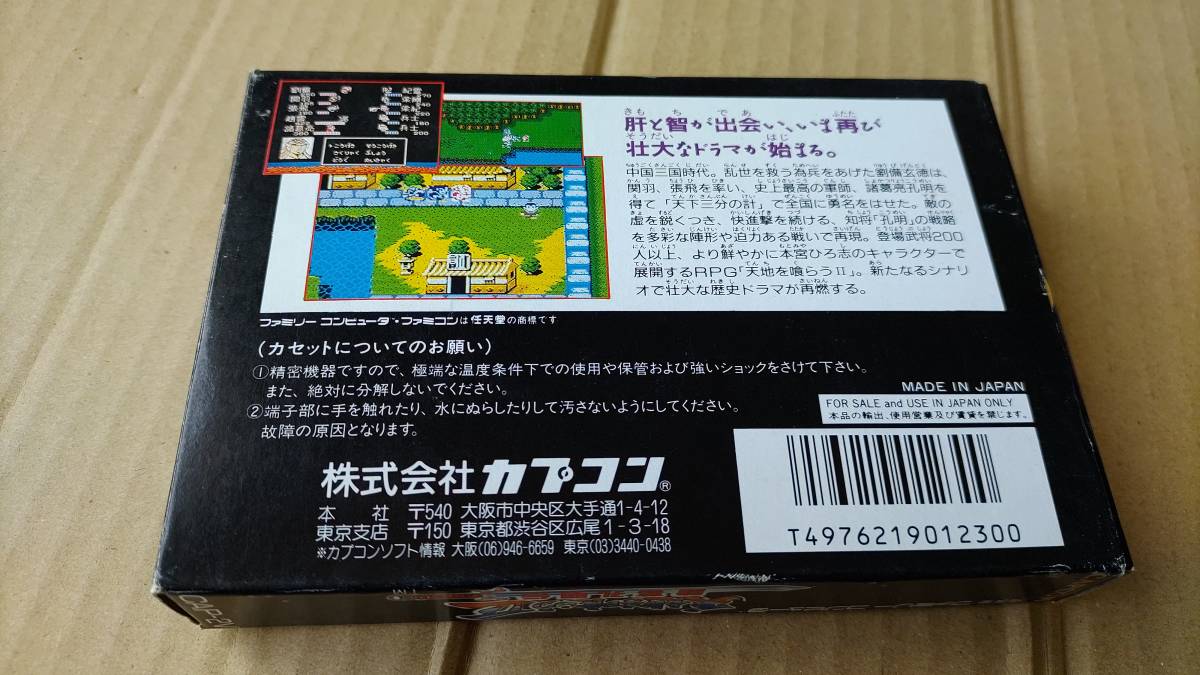 肝と智が出会い、いま再び
壮大なドラマが始まる。
中国三国時代。乱世を救う為兵をあげた劉備玄徳は、
関羽、張飛を率い、史上最高の軍師、諸葛亮孔明を
得て「天下三分の計」で全国に勇名をはせた。敵の
虚を鋭くつき、快進撃を続ける、知将「孔明」の戦略
を多彩な陣形や迫力ある戦いで再現。登場武将200
人以上、より鮮やかに本宮ひろ志のキャラクターで
展開するRPG「天地を喰らうⅡ」。新たなるシナリ
オで壮大な歴史ドラマが再燃する。
ファミリーコンピュータ・ファミコンは任天堂の商標です
(カセットについてのお願い)
①精密機器ですので、極端な温度条件下での使用や保管および強いショックをさけて下さい。
また、絶対に分解しないでください。
②端子部に手を触れたり、水にぬらしたりして汚さないようにしてください。
故障の原因となります。
MADE IN JAPAN
FOR SALE and USE IN JAPAN ONLY
本品の輸出、使用営業及び賃貸を禁じます。
株式会社カプコン®
本社 〒540 大阪市中央区大手通1-4-12
東京支店 〒150 東京都渋谷区広尾1-3-18
※カプコンソフト情報 大阪(06)946-6659 東京(03)3440-0438
T4976219012300